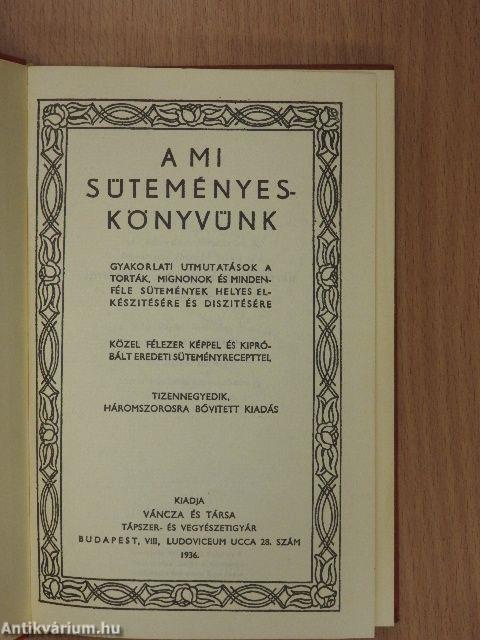 A MI
SÜTEMÉNYES-
KÖNYVÜNK
GYAKORLATI UTMUTATÁSOK A
TORTÁK, MIGNONOK ÉS MINDEN-
FÉLE SÜTEMÉNYEK HELYES EL-
KÉSZITÉSÉRE ÉS DISZITÉSÉRE
KÖZEL FÉLEZER KÉPPEL ÉS KIPRÓ-
BÁLT EREDETI SÜTEMÉNYRECEPTTEL
TIZENNEGYEDIK,
HÁROMSZOROSRA BŐVITETT KIADÁS
KIADJA
VÁNCZA ÉS TÁRSA
TÁPSZER- ÉS VEGYÉSZETIGYÁR
BUDAPEST, VIII, LUDOVICEUM UCCA 28. SZÁM
1936.
Antikvárium.hu